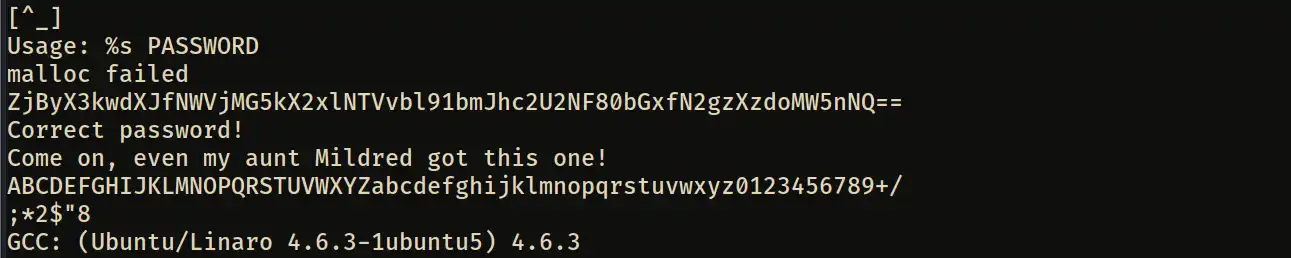 [^_]
Usage: %s PASSWORD
malloc failed
ZjByX3kwdXJfNWVjMG5kX2xlNTVvbl91bmJhc2U2NF80bGxfN2gzXzdoMW5nNQ==
Correct password!
Come on, even my aunt Mildred got this one!
ABCDEFGHIJKLMNOPQRSTUVWXYZabcdefghijklmnopqrstuvwxyz0123456789+/
;*2$"8
GCC: (Ubuntu/Linaro 4.6.3-1ubuntu5) 4.6.3